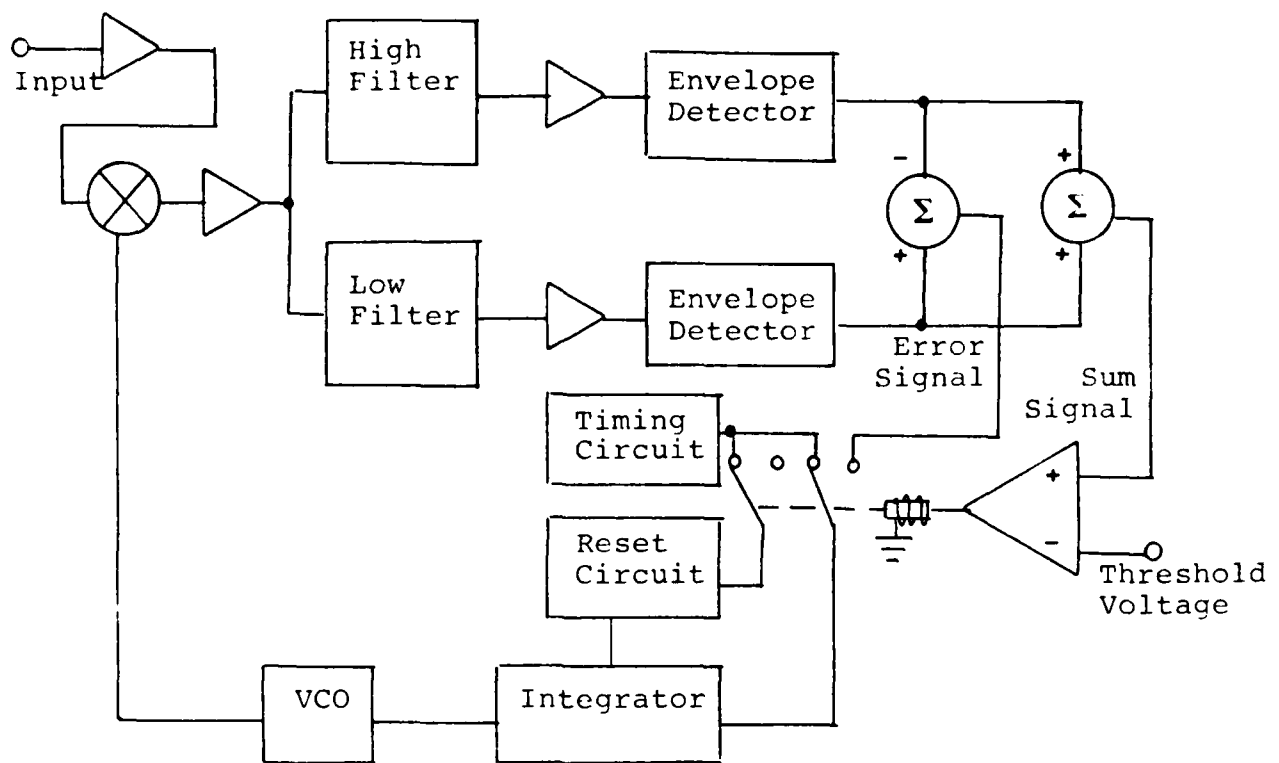 Input
High
Filter
Envelope
Detector
-
+
Σ
Σ
+
+
Low
Filter
Envelope
Detector
Error
Signal
Sum
Signal
Timing
Circuit
+
-
Reset
Circuit
Threshold
Voltage
VCO
Integrator